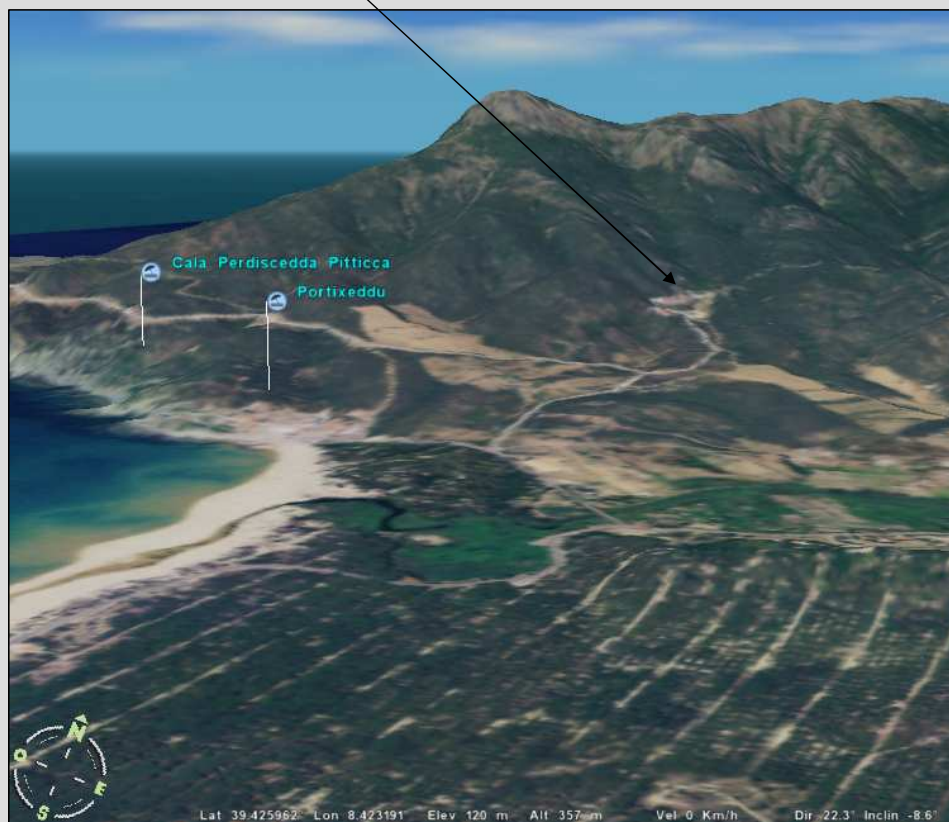 Cala Perdiscedda Pitticca
Portixeddu
N
O
E
S
Lat 39.425962° Lon 8.423191° Elev 120 m Alt 357 m Vel 0 Km/h Dir -22.3° Inclin -8.6°